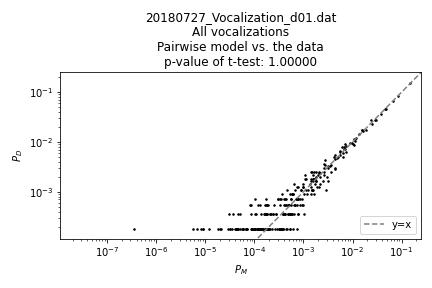 20180727_Vocalization_d01.dat
All vocalizations
Pairwise model vs. the data
p-value of t-test: 1.00000
10⁻¹
10⁻²
10⁻³
P_D
y=x
10⁻⁷ 10⁻⁶ 10⁻⁵ 10⁻⁴ 10⁻³ 10⁻² 10⁻¹
P_M